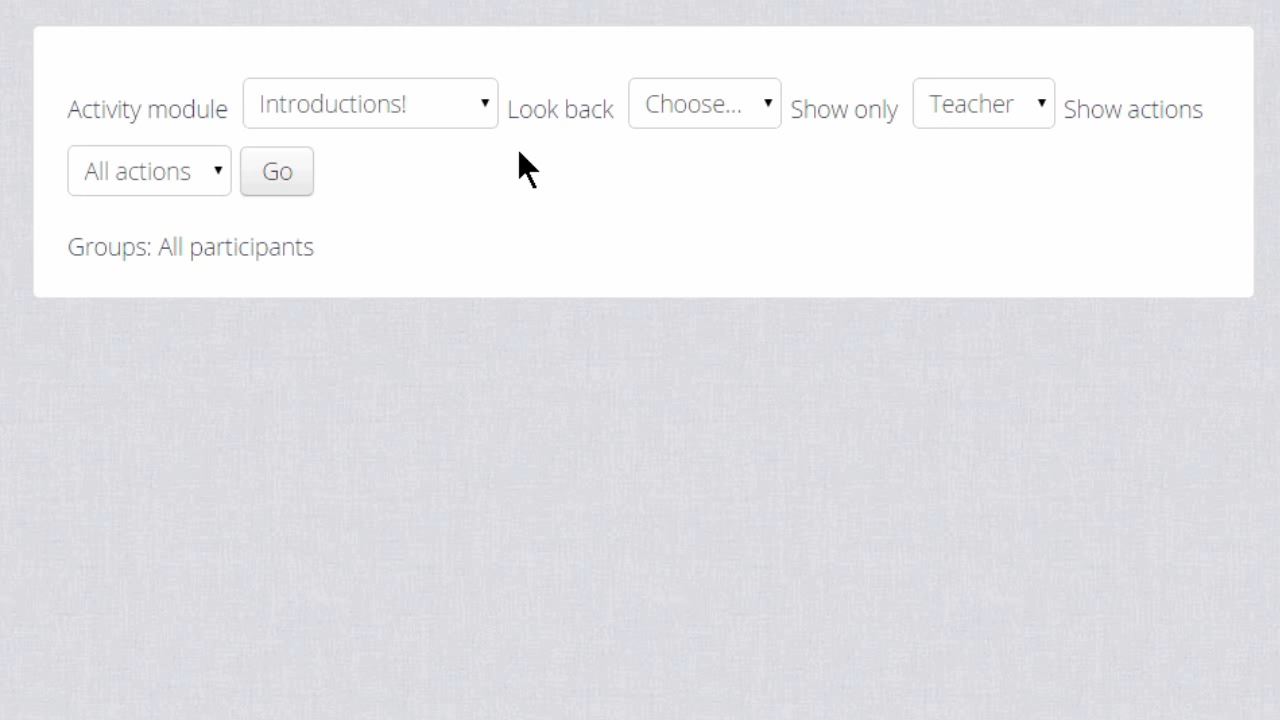 Activity module Introductions! Look back Choose... Show only Teacher Show actions
All actions Go
Groups: All participants